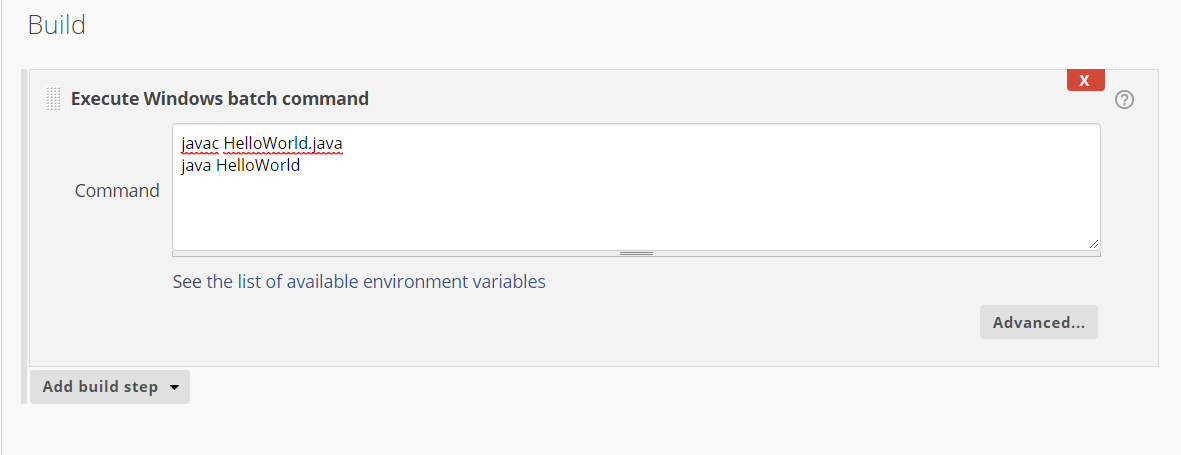 Build
X
Execute Windows batch command
?
javac HelloWorld.java
java HelloWorld
Command
See the list of available environment variables
Advanced...
Add build step